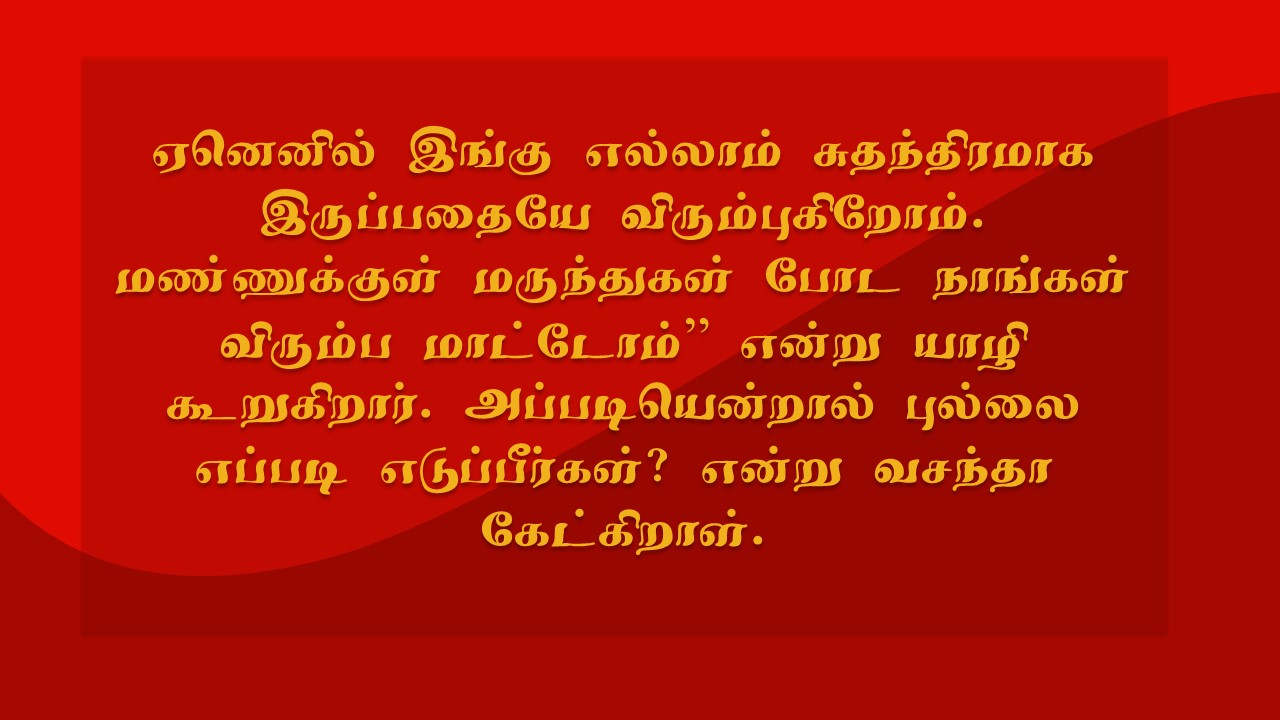 ஏனெனில் இங்கு எல்லாம் சுதந்திரமாக
இருப்பதையே விரும்புகிறோம்.
மண்ணுக்குள் மருந்துகள் போட நாங்கள்
விரும்ப மாட்டோம்” என்று யாழி
கூறுகிறார். அப்படியென்றால் புல்லை
எப்படி எடுப்பீர்கள்? என்று வசந்தா
கேட்கிறாள்.